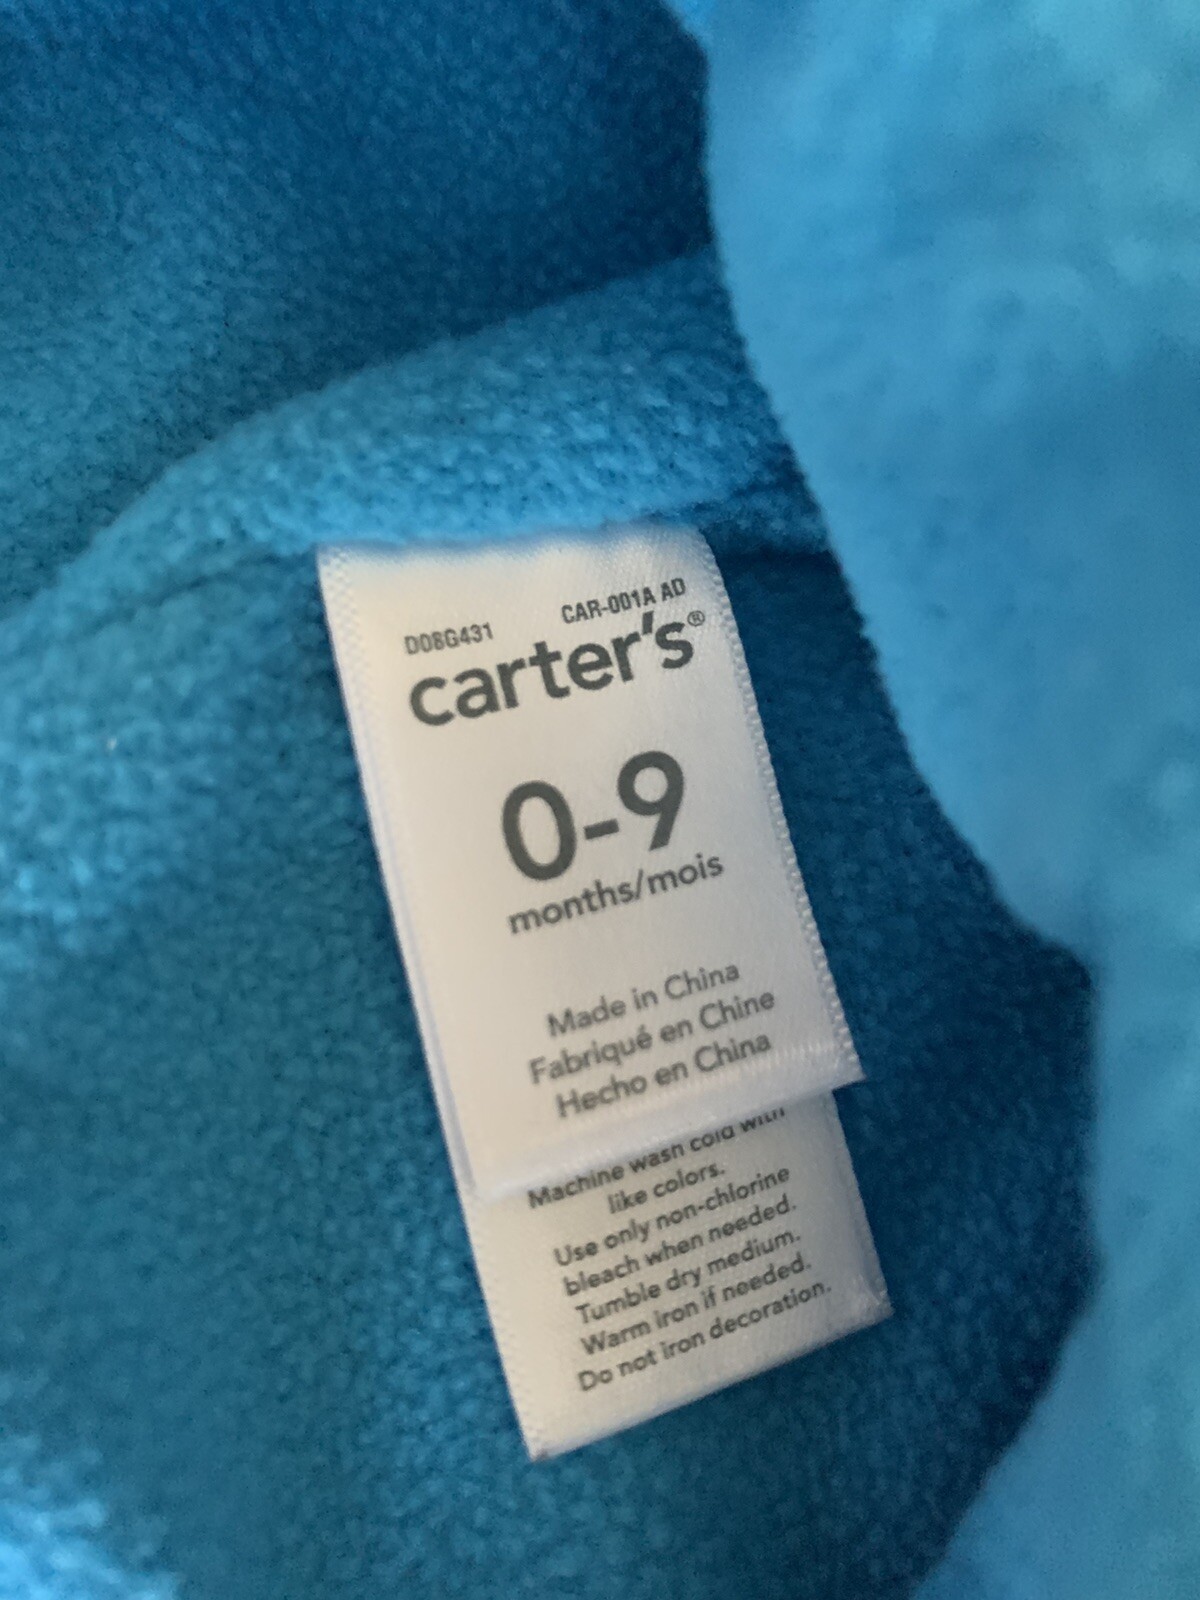 D08G431 CAR-001A AD
carter's®
0-9
months/mois
Made in China
Fabriqué en Chine
Hecho en China
Machine wash cold with
like colors.
Use only non-chlorine
bleach when needed.
Tumble dry medium.
Warm iron if needed.
Do not iron decoration.